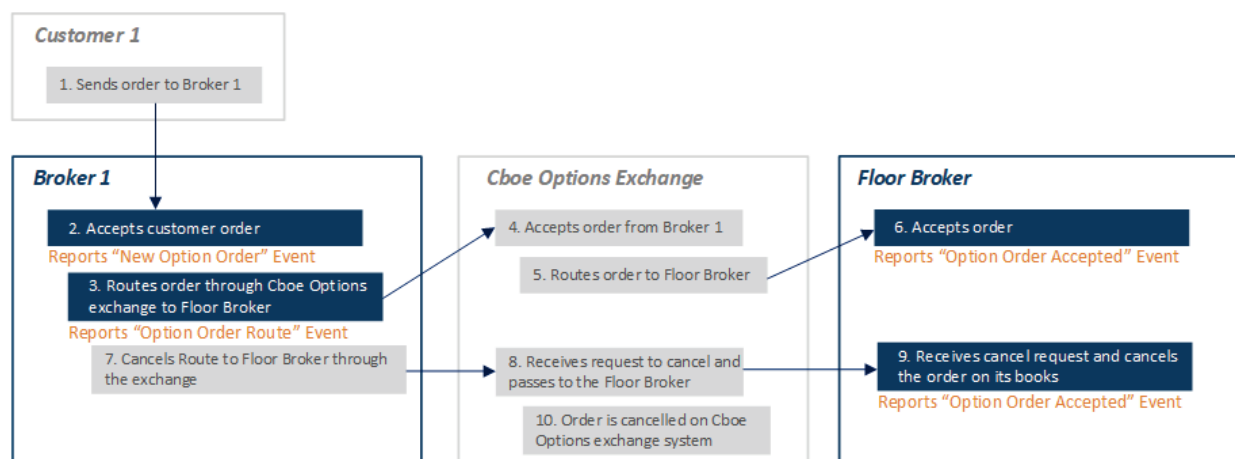 Customer 1
1. Sends order to Broker 1
Broker 1
2. Accepts customer order
Reports “New Option Order” Event
3. Routes order through Cboe Options
exchange to Floor Broker
Reports “Option Order Route” Event
7. Cancels Route to Floor Broker through
the exchange
Cboe Options Exchange
4. Accepts order from Broker 1
5. Routes order to Floor Broker
8. Receives request to cancel and
passes to the Floor Broker
10. Order is cancelled on Cboe
Options exchange system
Floor Broker
6. Accepts order
Reports “Option Order Accepted” Event
9. Receives cancel request and cancels
the order on its books
Reports “Option Order Accepted” Event